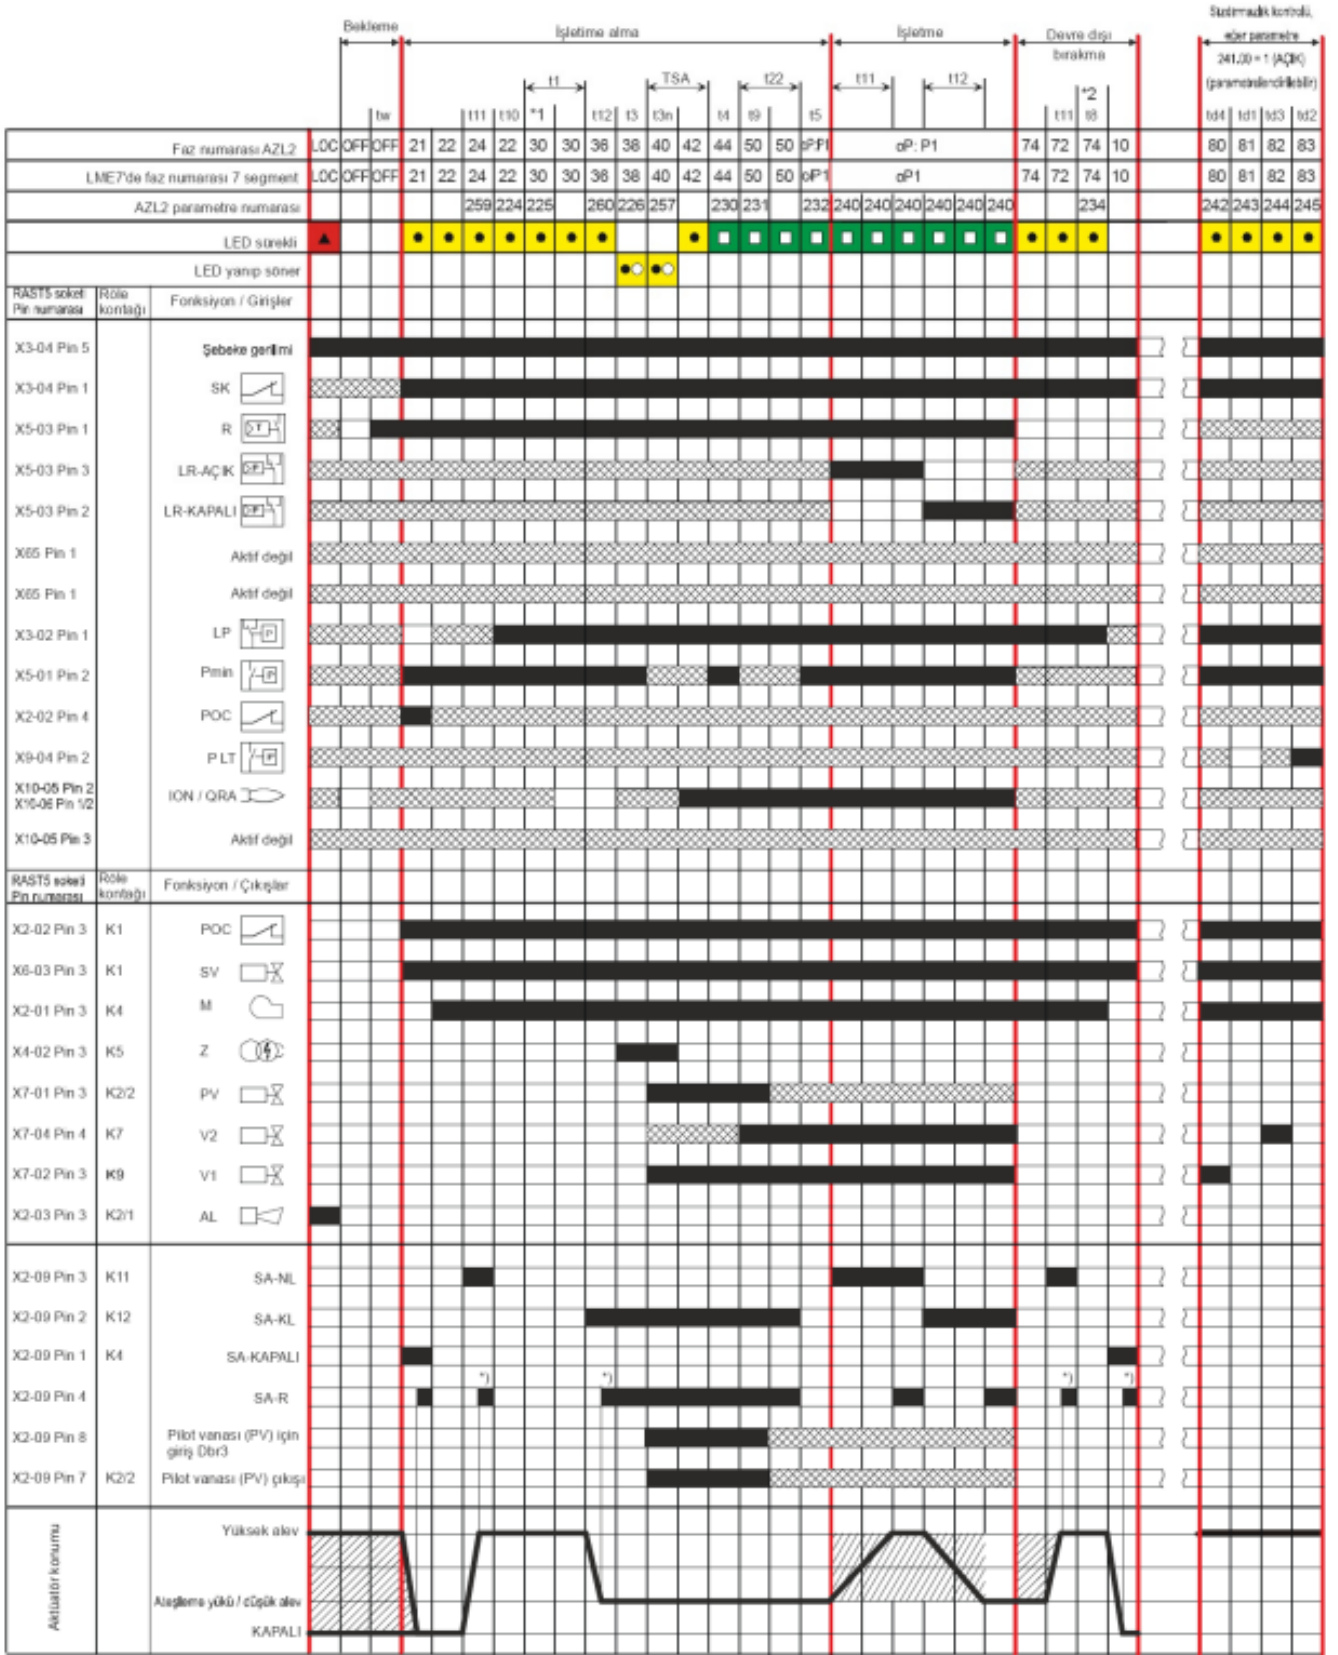 Bekleme İşletime alma İşletme Devre dışı bırakma
Sızdırmazlık kontrolü,
eğer parametre
241.00 = 1 (AÇIK)
(parametrelendirilebilir)
t1 TSA t22 t11 t12 *2
tw t11 t10 *1 t12 t3 t3n t4 t9 t5 t11 t8 td4 td1 td3 td2
Faz numarası AZL2 LOC OFF OFF 21 22 24 22 30 30 36 38 40 42 44 50 50 oP:P1 oP: P1 74 72 74 10 80 81 82 83
LME7'de faz numarası 7 segment LOC OFF OFF 21 22 24 22 30 30 36 38 40 42 44 50 50 oP1 oP1 74 72 74 10 80 81 82 83
AZL2 parametre numarası 259 224 225 260 226 257 230 231 232 240 240 240 240 240 240 234 242 243 244 245
LED sürekli
LED yanıp söner
RAST5 soketi Pin numarası Röle kontağı Fonksiyon / Girişler
X3-04 Pin 5 Şebeke gerilimi
X3-04 Pin 1 SK
X5-03 Pin 1 R
X5-03 Pin 3 LR-AÇIK
X5-03 Pin 2 LR-KAPALI
X65 Pin 1 Aktif değil
X65 Pin 1 Aktif değil
X3-02 Pin 1 LP
X5-01 Pin 2 Pmin
X2-02 Pin 4 POC
X9-04 Pin 2 P LT
X10-05 Pin 2
X10-06 Pin 1/2 ION / QRA
X10-05 Pin 3 Aktif değil
RAST5 soketi Pin numarası Röle kontağı Fonksiyon / Çıkışlar
X2-02 Pin 3 K1 POC
X6-03 Pin 3 K1 SV
X2-01 Pin 3 K4 M
X4-02 Pin 3 K5 Z
X7-01 Pin 3 K2/2 PV
X7-04 Pin 4 K7 V2
X7-02 Pin 3 K9 V1
X2-03 Pin 3 K2/1 AL
X2-09 Pin 3 K11 SA-NL
X2-09 Pin 2 K12 SA-KL
X2-09 Pin 1 K4 SA-KAPALI
*) *) *) *)
X2-09 Pin 4 SA-R
X2-09 Pin 8 Pilot vanası (PV) için
giriş Dbr3
X2-09 Pin 7 K2/2 Pilot vanası (PV) çıkışı
Aktüatör konumu
Yüksek alev
Ateşleme yükü / düşük alev
KAPALI